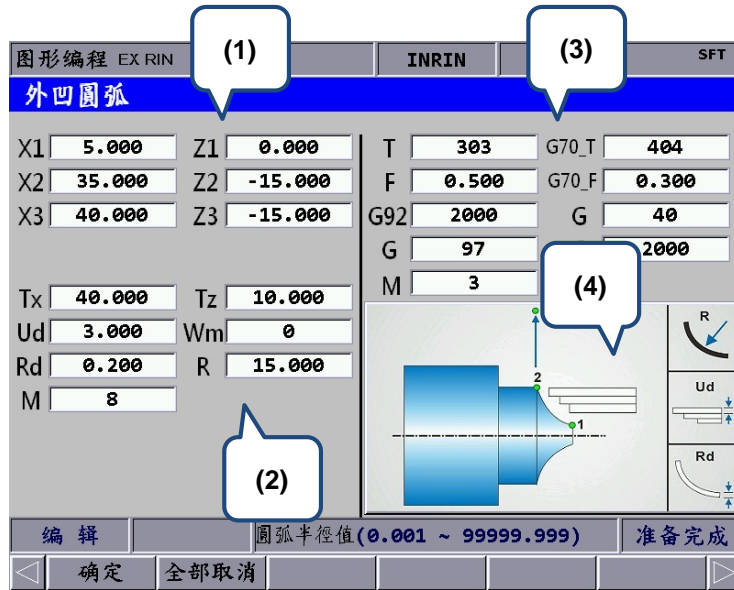 (1)
(3)
图形编程 EX RIN
INRIN
SFT
外凹圓弧
X1 5.000 Z1 0.000
X2 35.000 Z2 -15.000
X3 40.000 Z3 -15.000
Tx 40.000 Tz 10.000
Ud 3.000 Wm 0
Rd 0.200 R 15.000
M 8
(2)
T 303 G70_T 404
F 0.500 G70_F 0.300
G92 2000 G 40
G 97 2000
M 3
(4)
2
1
R
Ud
Rd
编 辑
圓弧半徑值(0.001 ~ 99999.999)
准备完成
确定
全部取消